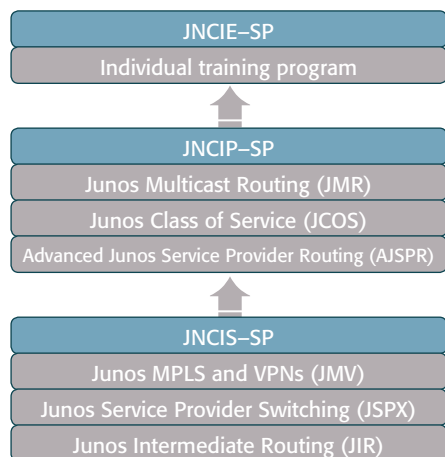 JNCIE–SP
Individual training program
JNCIP–SP
Junos Multicast Routing (JMR)
Junos Class of Service (JCOS)
Advanced Junos Service Provider Routing (AJSPR)
JNCIS–SP
Junos MPLS and VPNs (JMV)
Junos Service Provider Switching (JSPX)
Junos Intermediate Routing (JIR)